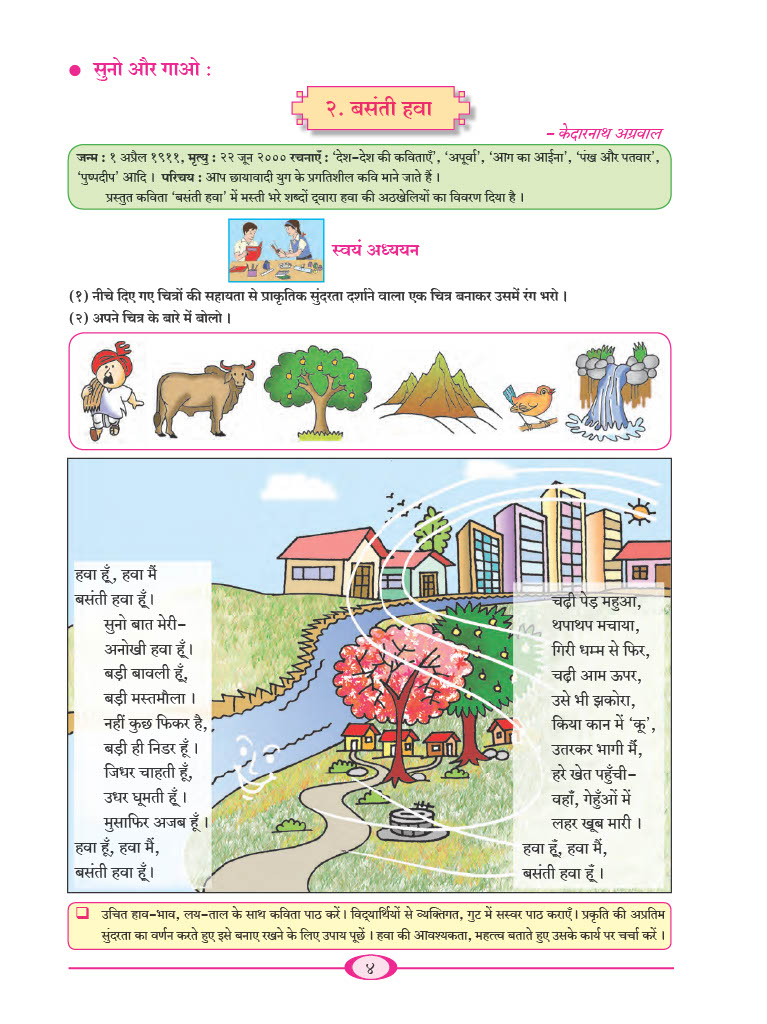 ● सुनो और गाओ :
२. बसंती हवा
– केदारनाथ अग्रवाल
जन्म : १ अप्रैल १९११, मृत्यु : २२ जून २००० रचनाएँ : ‘देश-देश की कविताएँ’, ‘अपूर्वा’, ‘आग का आईना’, ‘पंख और पतवार’,
‘पुष्पदीप’ आदि । परिचय : आप छायावादी युग के प्रगतिशील कवि माने जाते हैं ।
प्रस्तुत कविता ‘बसंती हवा’ में मस्ती भरे शब्दों द्‌वारा हवा की अठखेलियों का विवरण दिया है ।
स्वयं अध्ययन
(१) नीचे दिए गए चित्रों की सहायता से प्राकृतिक सुंदरता दर्शाने वाला एक चित्र बनाकर उसमें रंग भरो ।
(२) अपने चित्र के बारे में बोलो ।
हवा हूँ, हवा मैं
बसंती हवा हूँ।
सुनो बात मेरी–
अनोखी हवा हूँ।
बड़ी बावली हूँ,
बड़ी मस्तमौला ।
नहीं कुछ फिकर है,
बड़ी ही निडर हूँ ।
जिधर चाहती हूँ,
उधर घूमती हूँ ।
मुसाफिर अजब हूँ ।
हवा हूँ, हवा मैं,
बसंती हवा हूँ।
चढ़ी पेड़ महुआ,
थपाथप मचाया,
गिरी धम्म से फिर,
चढ़ी आम ऊपर,
उसे भी झकोरा,
किया कान में ‘कू’,
उतरकर भागी मैं,
हरे खेत पहुँची–
वहाँ, गेहुँओं में
लहर खूब मारी ।
हवा हूँ, हवा मैं,
बसंती हवा हूँ।
❑ उचित हाव-भाव, लय-ताल के साथ कविता पाठ करें । विद्‌यार्थियों से व्यक्तिगत, गुट में सस्वर पाठ कराएँ । प्रकृति की अप्रतिम
सुंदरता का वर्णन करते हुए इसे बनाए रखने के लिए उपाय पूछें । हवा की आवश्यकता, महत्त्व बताते हुए उसके कार्य पर चर्चा करें ।
४